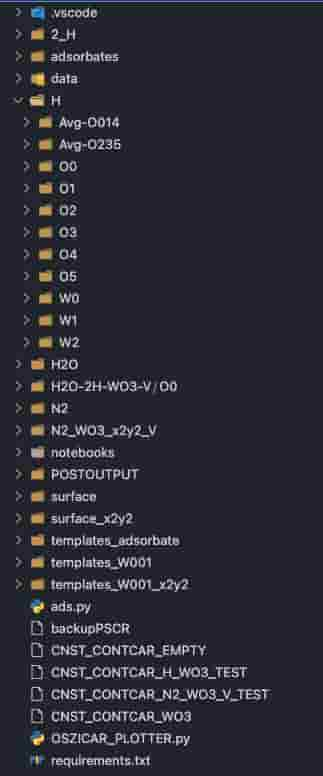 .vscode
2_H
adsorbates
data
H
Avg-O014
Avg-O235
O0
O1
O2
O3
O4
O5
W0
W1
W2
H2O
H2O-2H-WO3-V / O0
N2
N2_WO3_x2y2_V
notebooks
POSTOUTPUT
surface
surface_x2y2
templates_adsorbate
templates_W001
templates_W001_x2y2
ads.py
backupPSCR
CNST_CONTCAR_EMPTY
CNST_CONTCAR_H_WO3_TEST
CNST_CONTCAR_N2_WO3_V_TEST
CNST_CONTCAR_WO3
OSZICAR_PLOTTER.py
requirements.txt